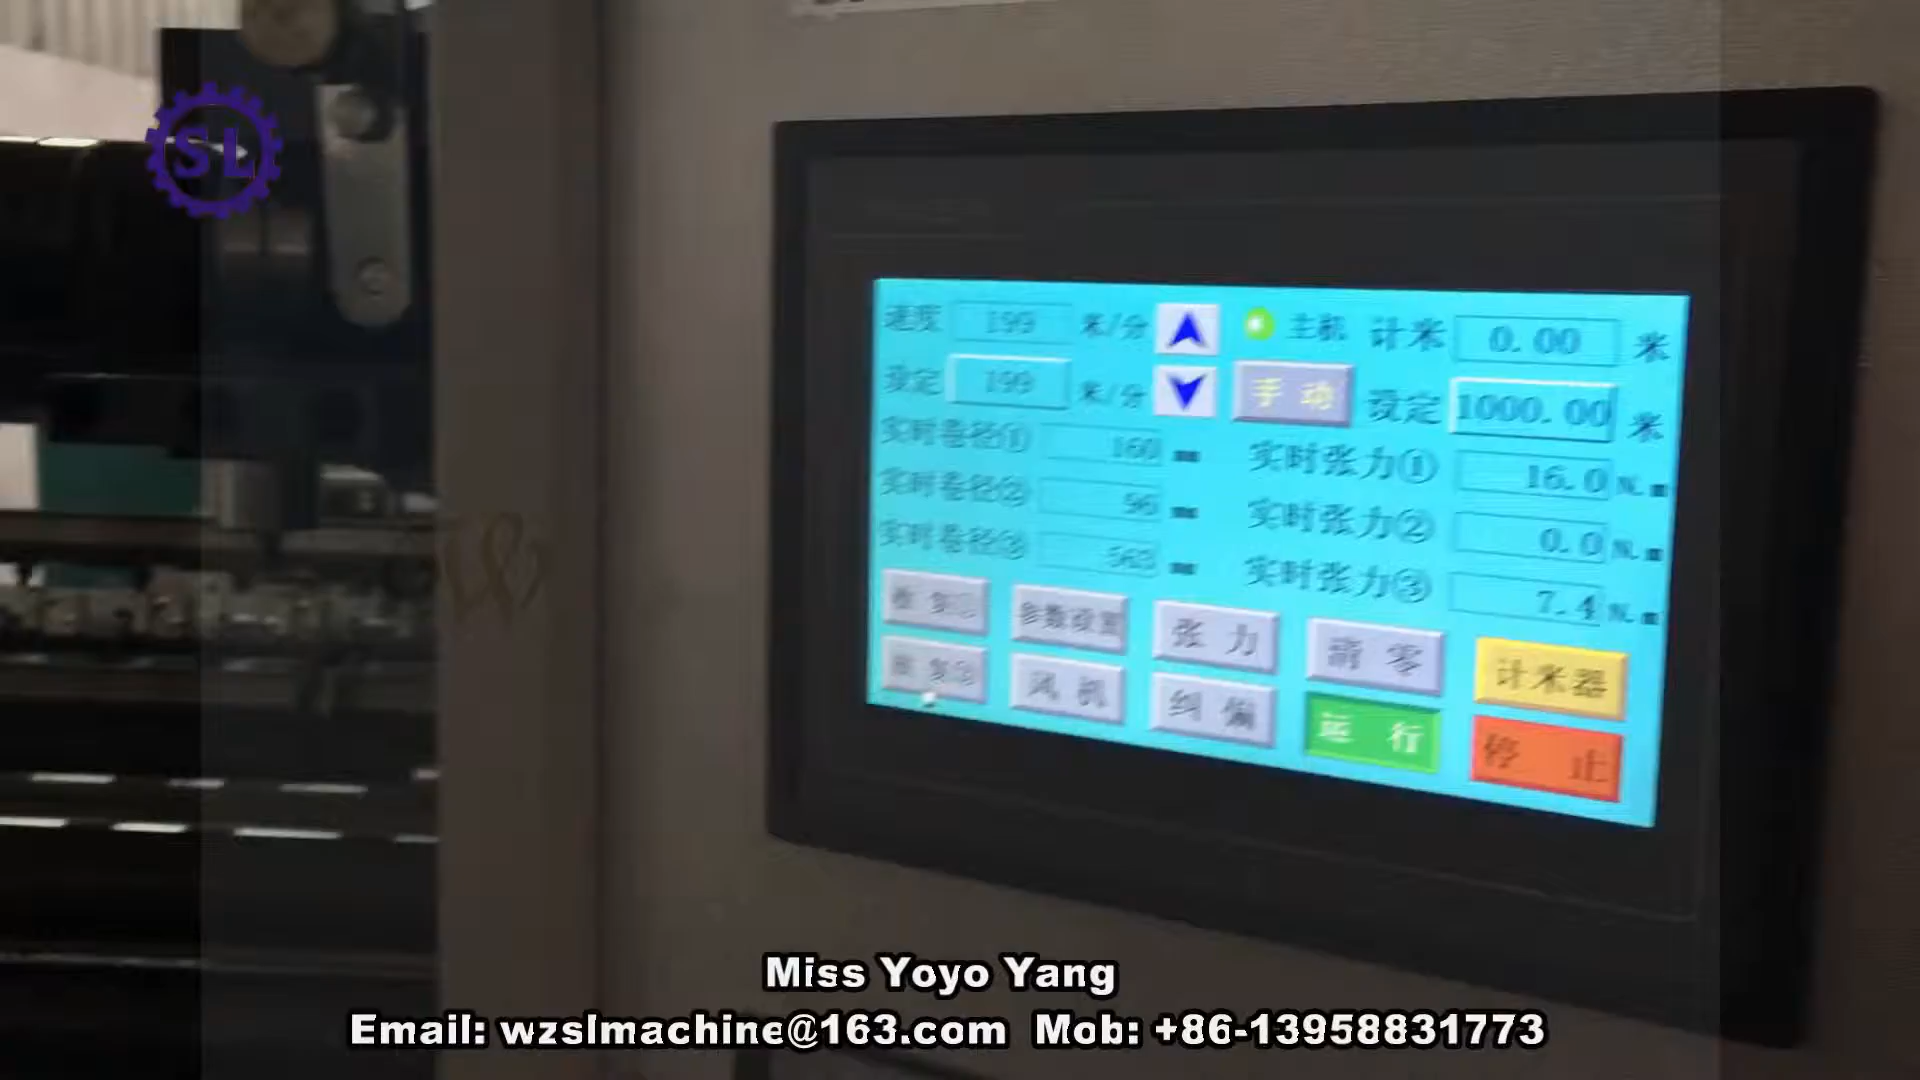 SL
速度 199 米/分 主机 计米 0.00 米
设定 199 米/分 手动 设定 1000.00 米
实时卷径① 160 mm 实时张力① 16.0 N.m
实时卷径② 96 mm 实时张力② 0.0 N.m
实时卷径③ 563 mm 实时张力③ 7.4 N.m
参数设置 张力 清零 计米器
风机 纠偏 运行 停止
Miss Yoyo Yang
Email: wzslmachine@163.com Mob: +86-13958831773